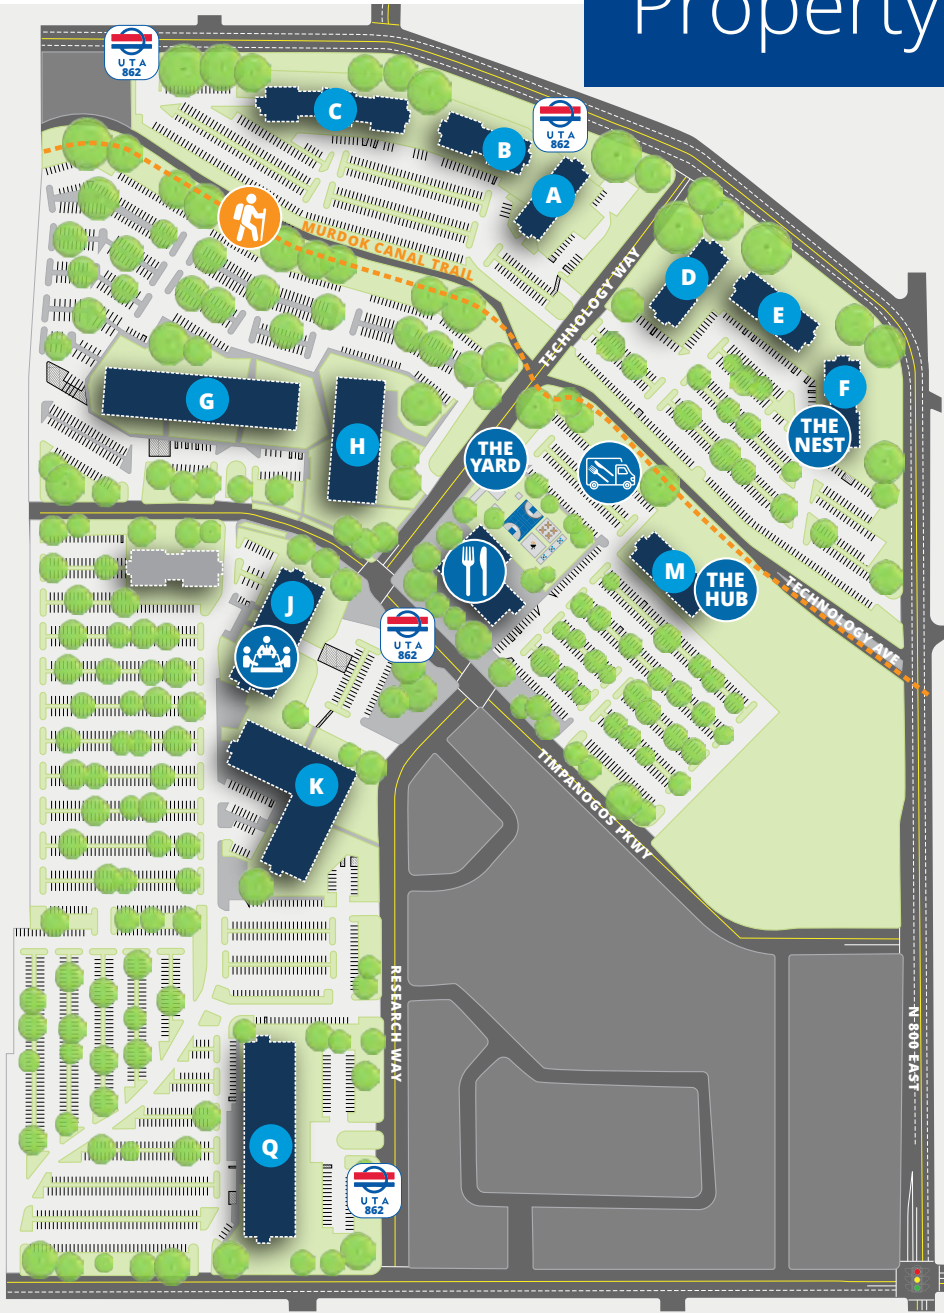 Property
UTA
862
UTA
862
C
B
A
MURDOK CANAL TRAIL
TECHNOLOGY WAY
D
E
F
THE
NEST
G
H
THE
YARD
M
THE
HUB
TECHNOLOGY AVE
J
UTA
862
K
TIMPANOGOS PKWY
RESEARCH WAY
N 800 EAST
Q
UTA
862